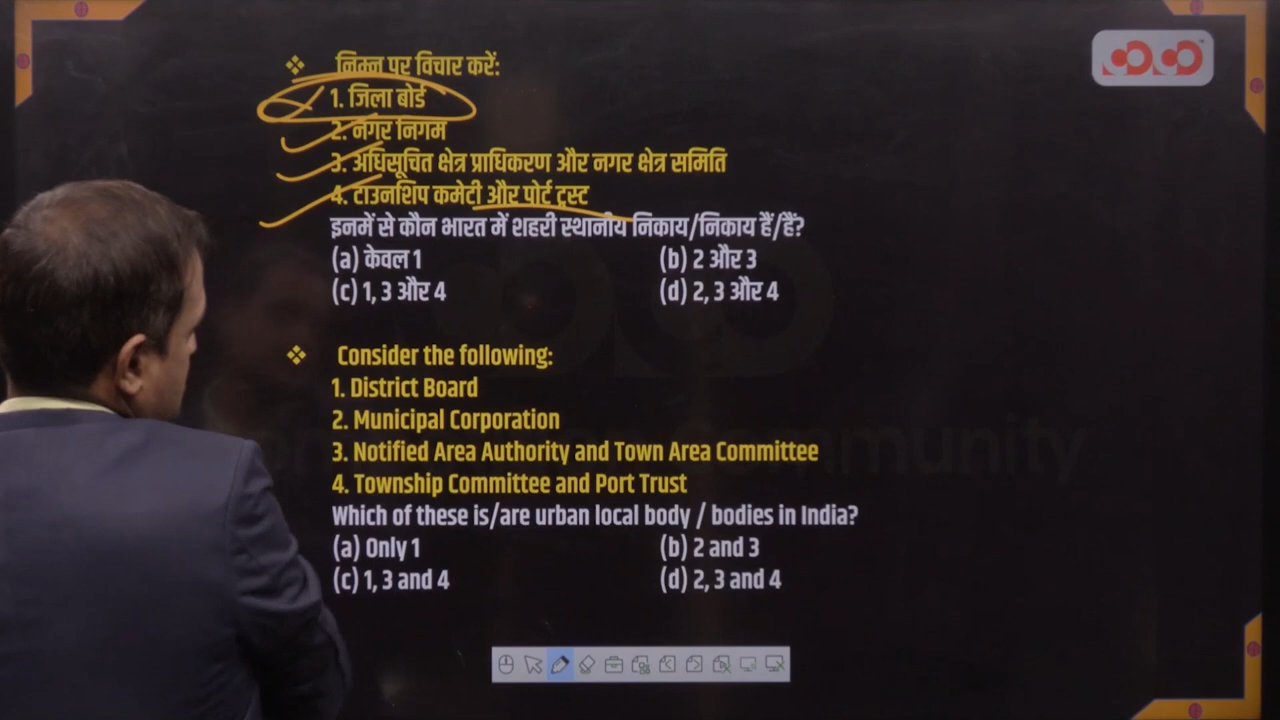 ❖ निम्न पर विचार करें:
1. जिला बोर्ड
2. नगर निगम
3. अधिसूचित क्षेत्र प्राधिकरण और नगर क्षेत्र समिति
4. टाउनशिप कमेटी और पोर्ट ट्रस्ट
इनमें से कौन भारत में शहरी स्थानीय निकाय/निकाय हैं/हैं?
(a) केवल 1 (b) 2 और 3
(c) 1, 3 और 4 (d) 2, 3 और 4
❖ Consider the following:
1. District Board
2. Municipal Corporation
3. Notified Area Authority and Town Area Committee
4. Township Committee and Port Trust
Which of these is/are urban local body / bodies in India?
(a) Only 1 (b) 2 and 3
(c) 1, 3 and 4 (d) 2, 3 and 4